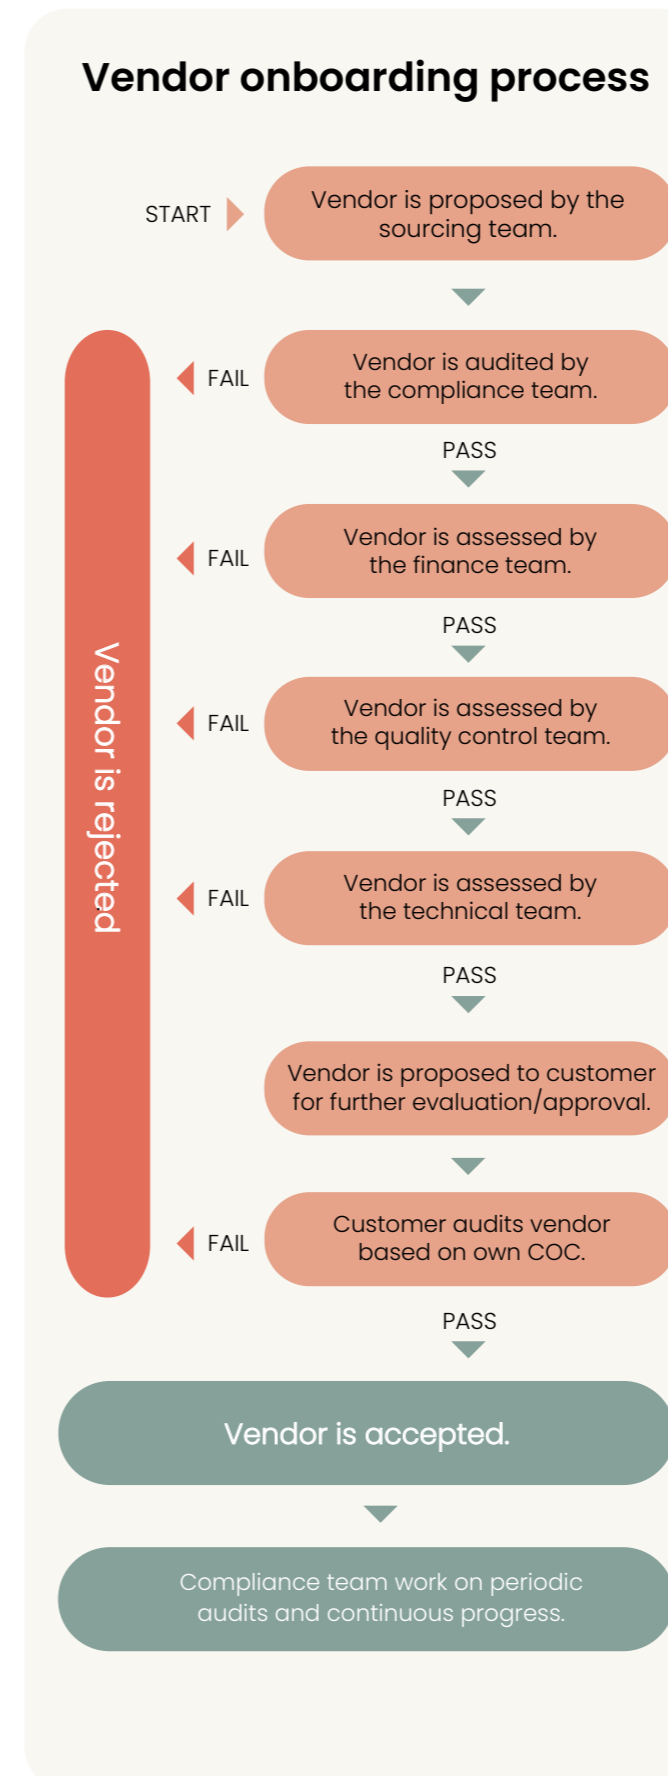 Vendor onboarding process
START
Vendor is proposed by the
sourcing team.
FAIL
Vendor is audited by
the compliance team.
PASS
FAIL
Vendor is assessed by
the finance team.
PASS
Vendor is rejected
FAIL
Vendor is assessed by
the quality control team.
PASS
FAIL
Vendor is assessed by
the technical team.
PASS
Vendor is proposed to customer
for further evaluation/approval.
FAIL
Customer audits vendor
based on own COC.
PASS
Vendor is accepted.
Compliance team work on periodic
audits and continuous progress.